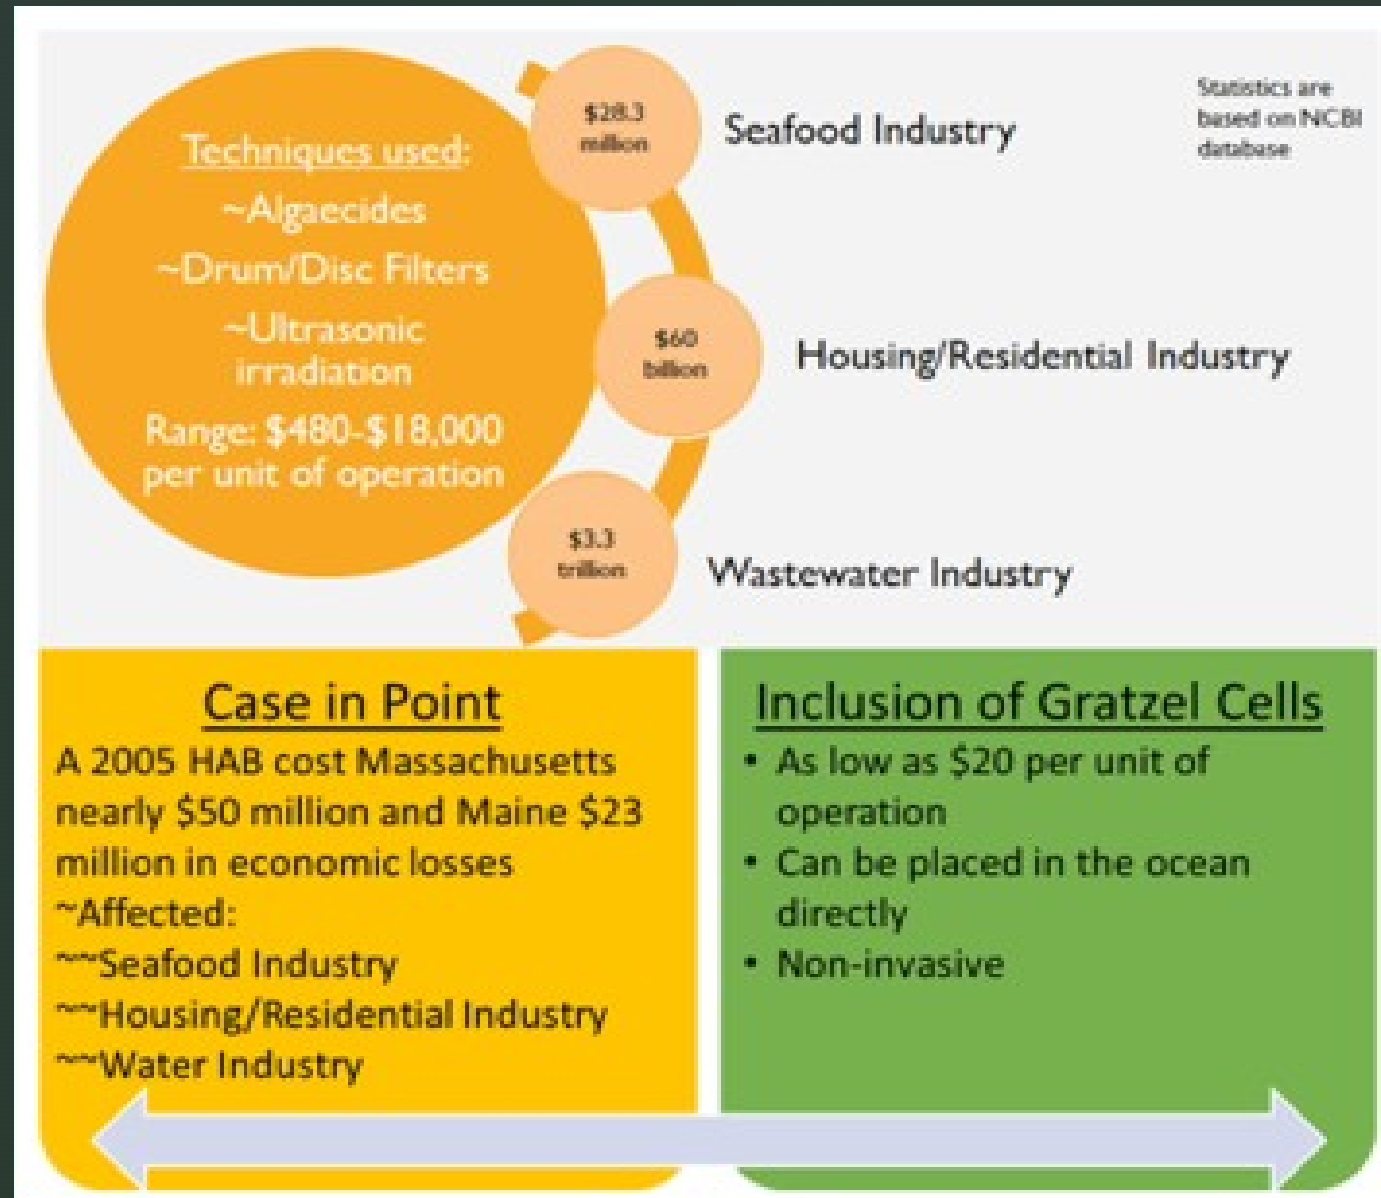 Techniques used:
~Algaecides
~Drum/Disc Filters
~Ultrasonic
irradiation
Range: $480-$18,000
per unit of operation
$28.3
million
Seafood Industry
Statistics are
based on NCBI
database
$60
billion
Housing/Residential Industry
$3.3
trillion
Wastewater Industry
Case in Point
A 2005 HAB cost Massachusetts
nearly $50 million and Maine $23
million in economic losses
~Affected:
~~Seafood Industry
~~Housing/Residential Industry
~~Water Industry
Inclusion of Gratzel Cells
• As low as $20 per unit of
operation
• Can be placed in the ocean
directly
• Non-invasive